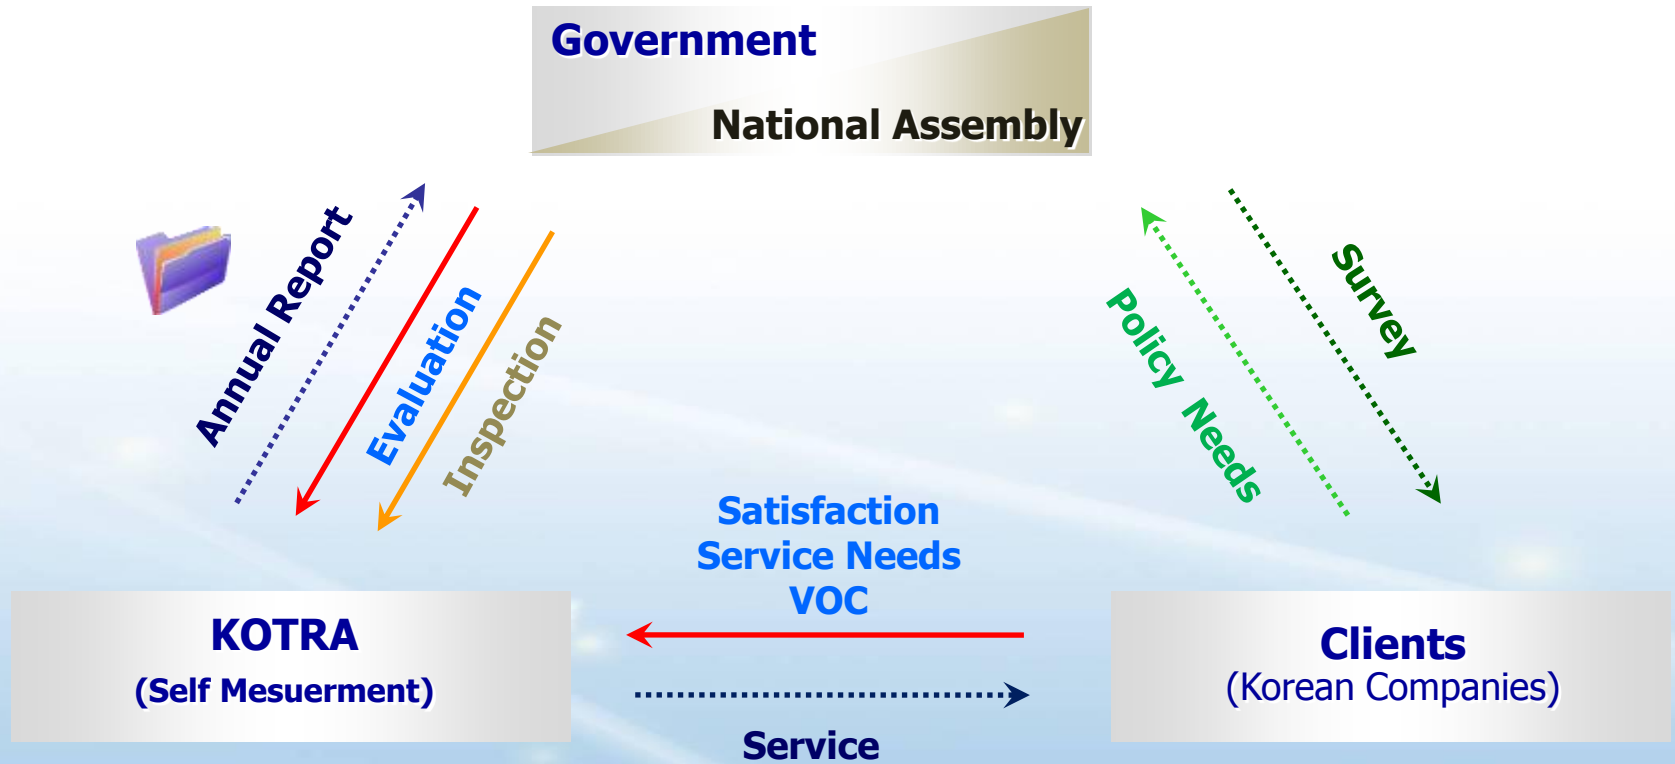 Government
National Assembly
Annual Report
Evaluation
Inspection
Policy Needs
Survey
Satisfaction
Service Needs
VOC
KOTRA
(Self Mesuerment)
Clients
(Korean Companies)
Service